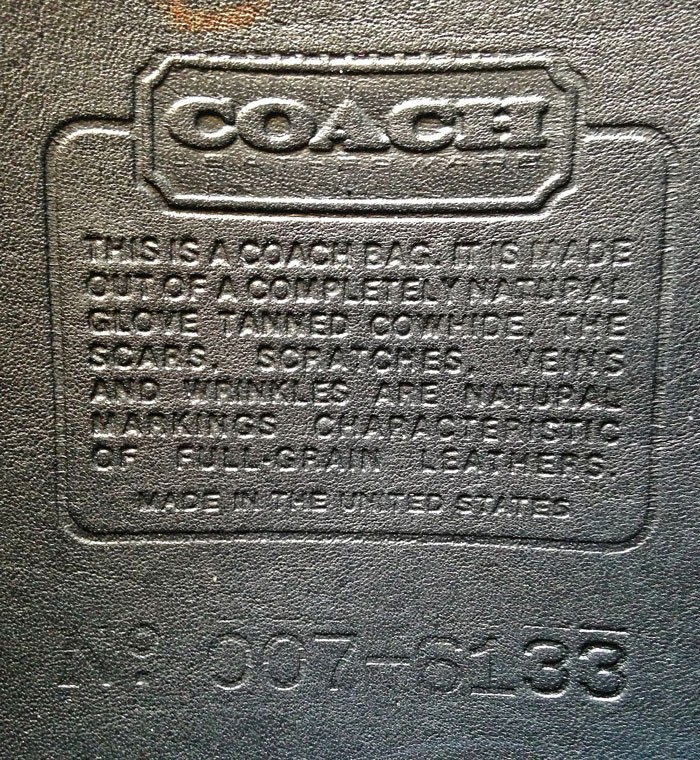 COACH
THIS IS A COACH BAG. IT IS MADE
OUT OF A COMPLETELY NATURAL
GLOVE TANNED COWHIDE, THE
SCARS, SCRATCHES, VEINS
AND WRINKLES ARE NATURAL
MARKINGS CHARACTERISTIC
OF FULL-GRAIN LEATHERS.
MADE IN THE UNITED STATES
Nº 007-6133